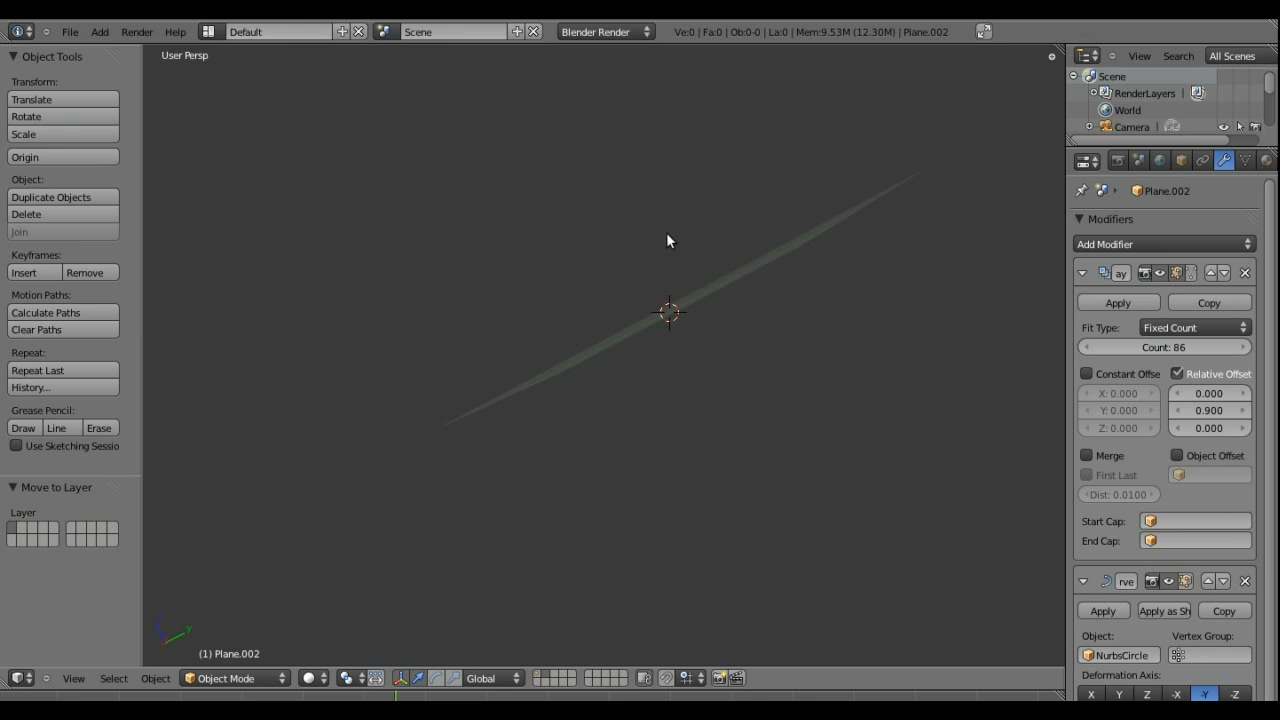 File Add Render Help Default Scene Blender Render Ve:0 | Fa:0 | Ob:0-0 | La:0 | Mem:9.53M (12.30M) | Plane.002
Object Tools
Transform:
Translate
Rotate
Scale
Origin
Object:
Duplicate Objects
Delete
Join
Keyframes:
Insert Remove
Motion Paths:
Calculate Paths
Clear Paths
Repeat:
Repeat Last
History...
Grease Pencil:
Draw Line Erase
Use Sketching Sessio
Move to Layer
Layer
User Persp
y
(1) Plane.002
View Select Object Object Mode Global
View Search All Scenes
Scene
RenderLayers |
World
Camera |
Plane.002
Modifiers
Add Modifier
ay
Apply Copy
Fit Type: Fixed Count
Count: 86
Constant Offse Relative Offset
X: 0.000 0.000
Y: 0.000 0.900
Z: 0.000 0.000
Merge Object Offset
First Last
Dist: 0.0100
Start Cap:
End Cap:
rve
Apply Apply as Sh Copy
Object: Vertex Group:
NurbsCircle
Deformation Axis:
X Y Z -X -Y -Z